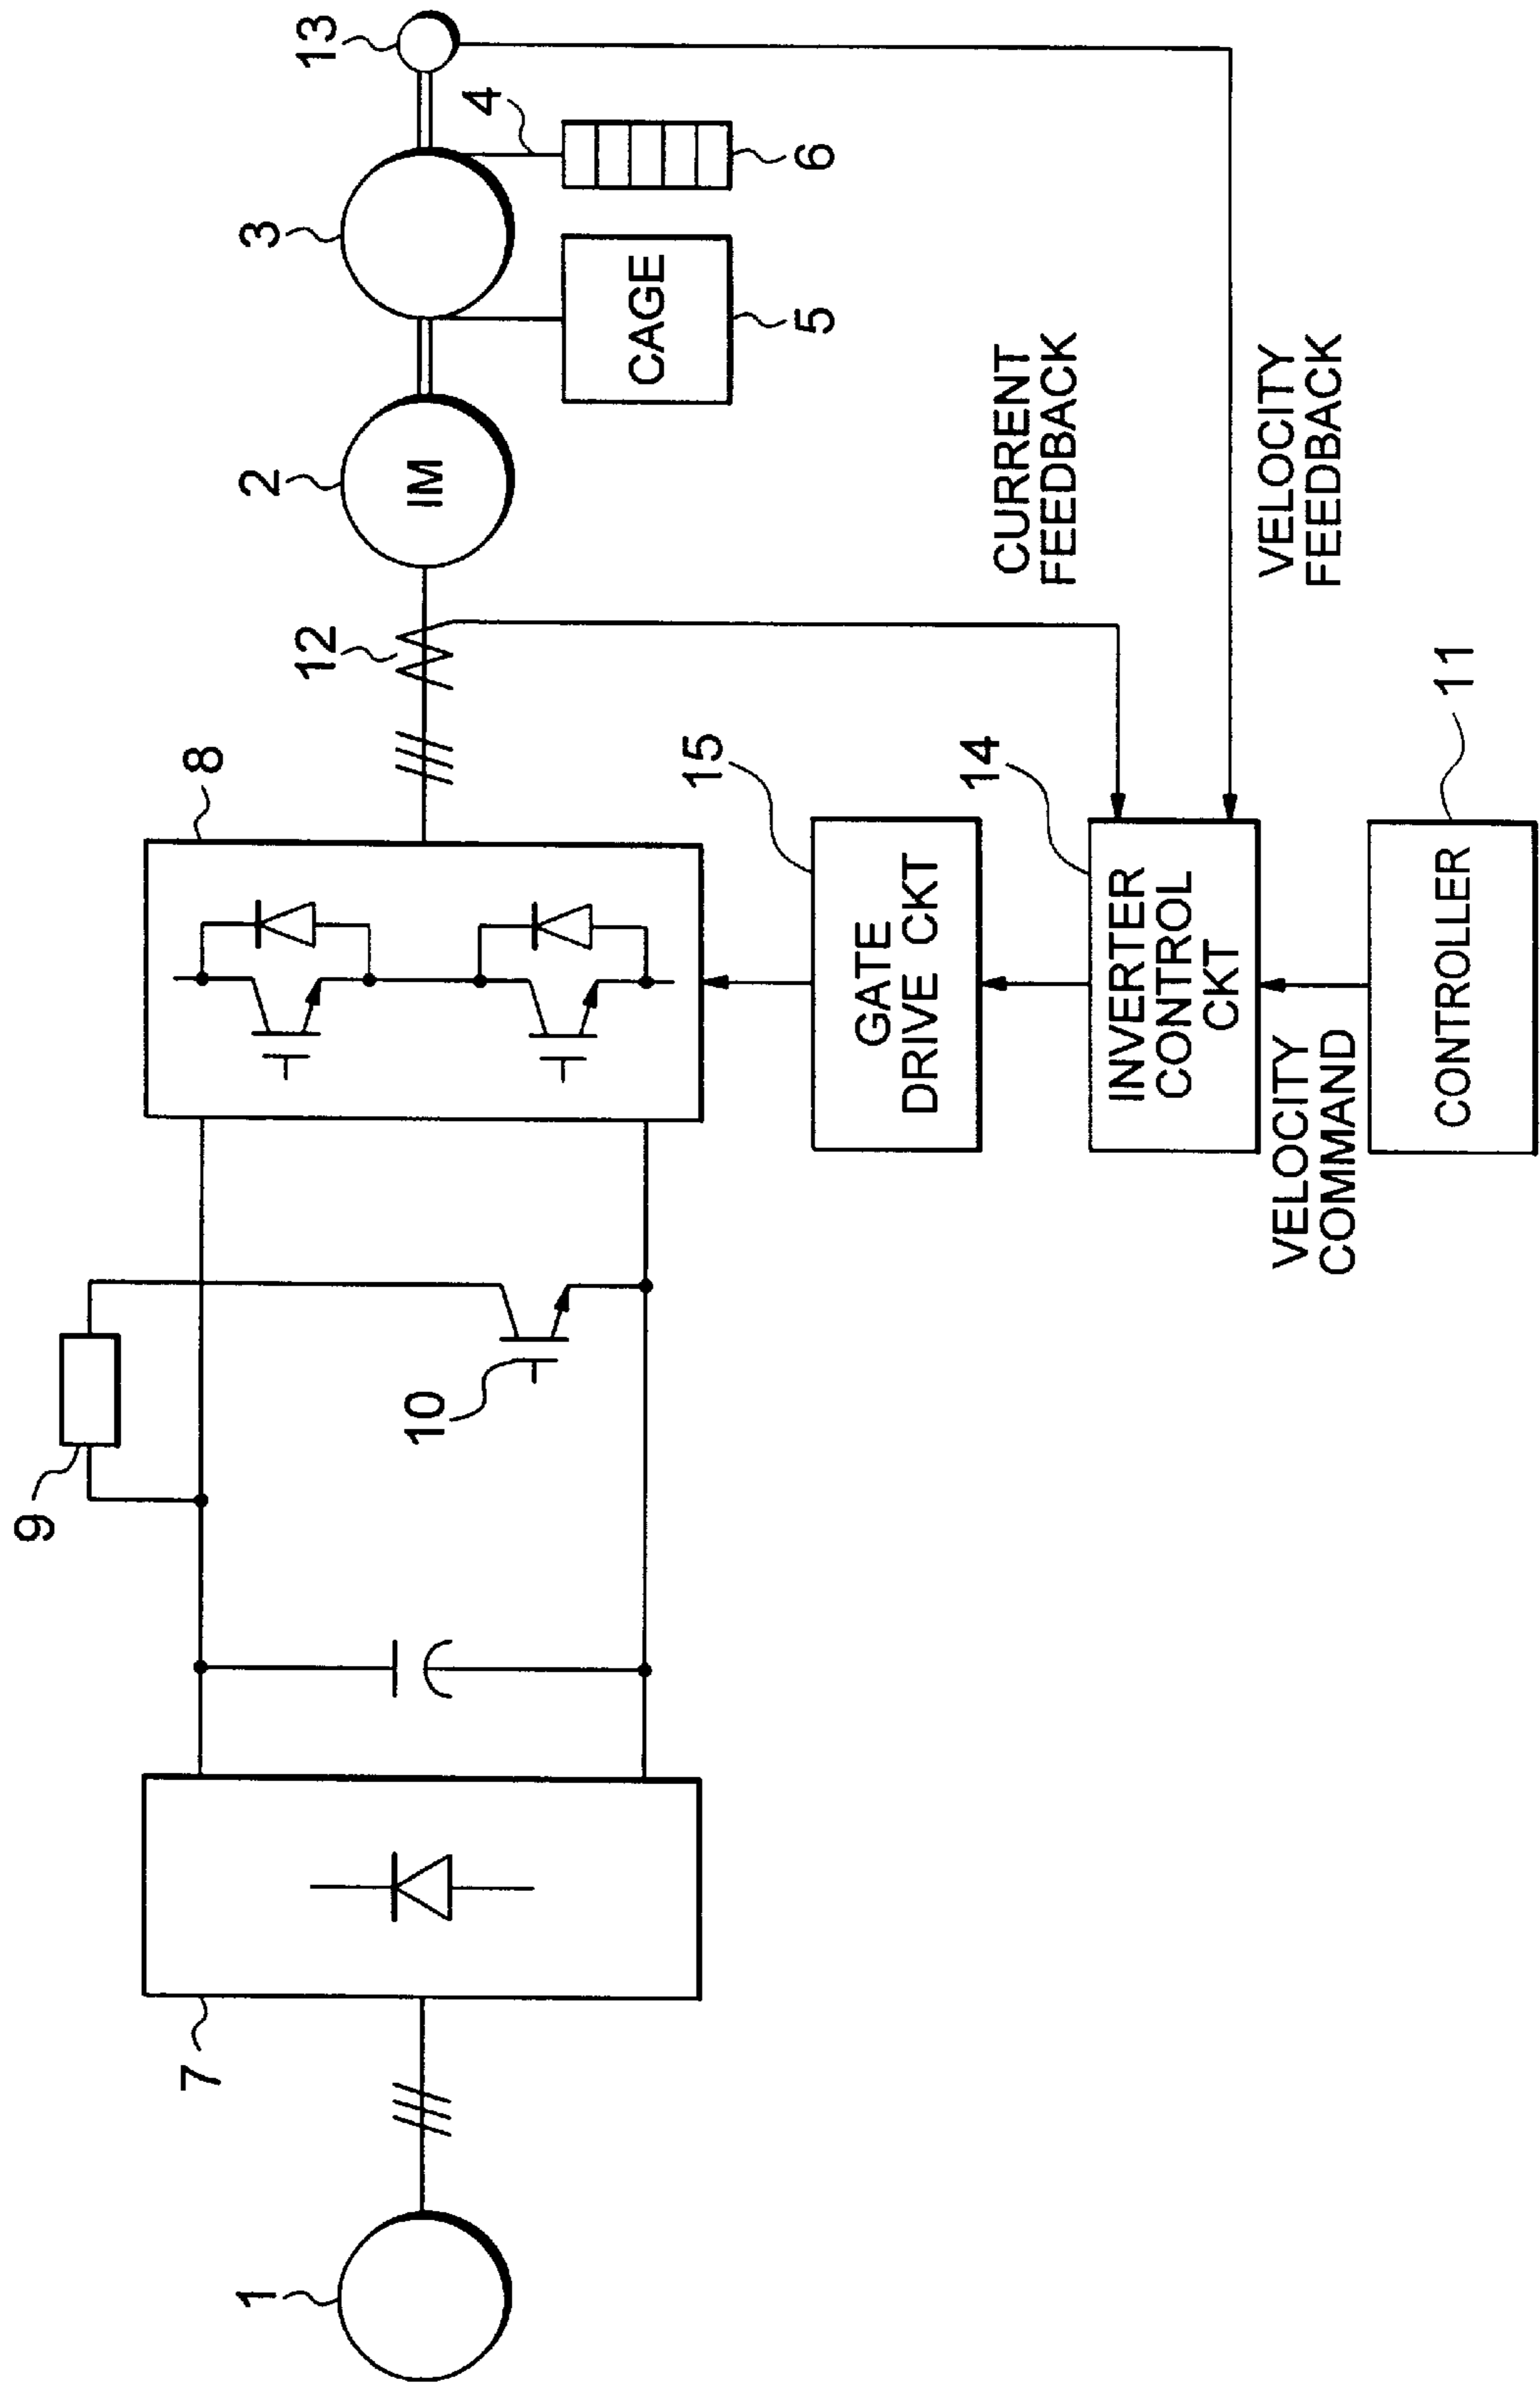 9
7
8
1
2
3
12
13
10
IM
4
CAGE
15
5
6
GATE
DRIVE CKT
14
CURRENT
FEEDBACK
INVERTER
CONTROL
CKT
VELOCITY
FEEDBACK
VELOCITY
COMMAND
CONTROLLER
11